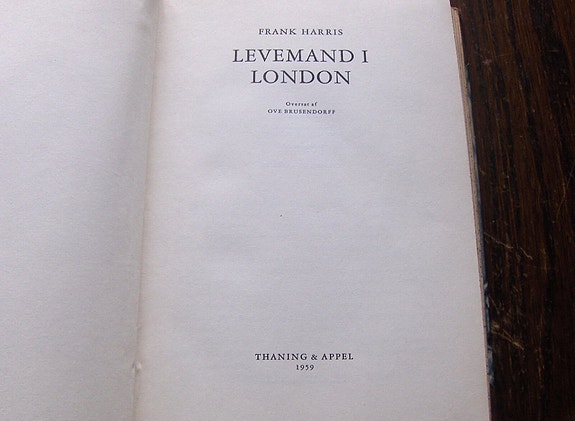 FRANK HARRIS
LEVEMAND I
LONDON
Oversat af
OVE BRUSENDORFF
THANING & APPEL
1959